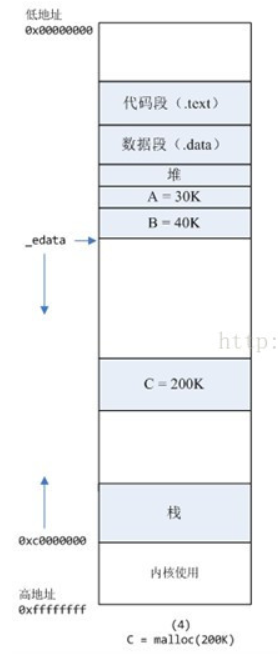 低地址
0x00000000
代码段（.text）
数据段（.data）
堆
A = 30K
B = 40K
_edata
http:
C = 200K
栈
0xc0000000
内核使用
高地址
0xffffffff
(4)
C = malloc(200K)